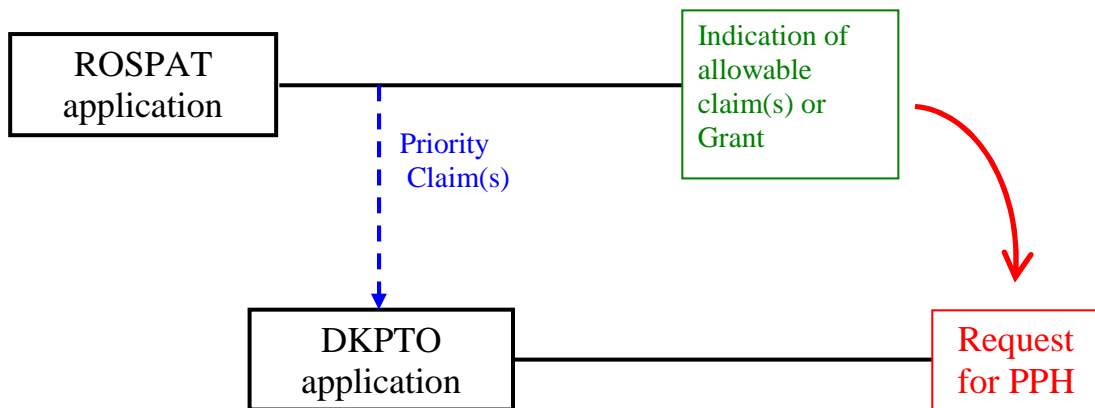 ROSPAT
application
Indication of
allowable
claim(s) or
Grant
Priority
Claim(s)
DKPTO
application
Request
for PPH